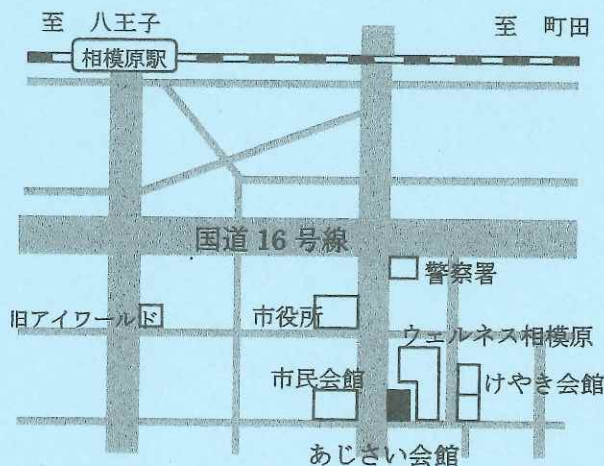 至 八王子
至 町田
相模原駅
国道16号線
警察署
旧アイワールド
市役所
ウェルネス相模原
市民会館
けやき会館
あじさい会館